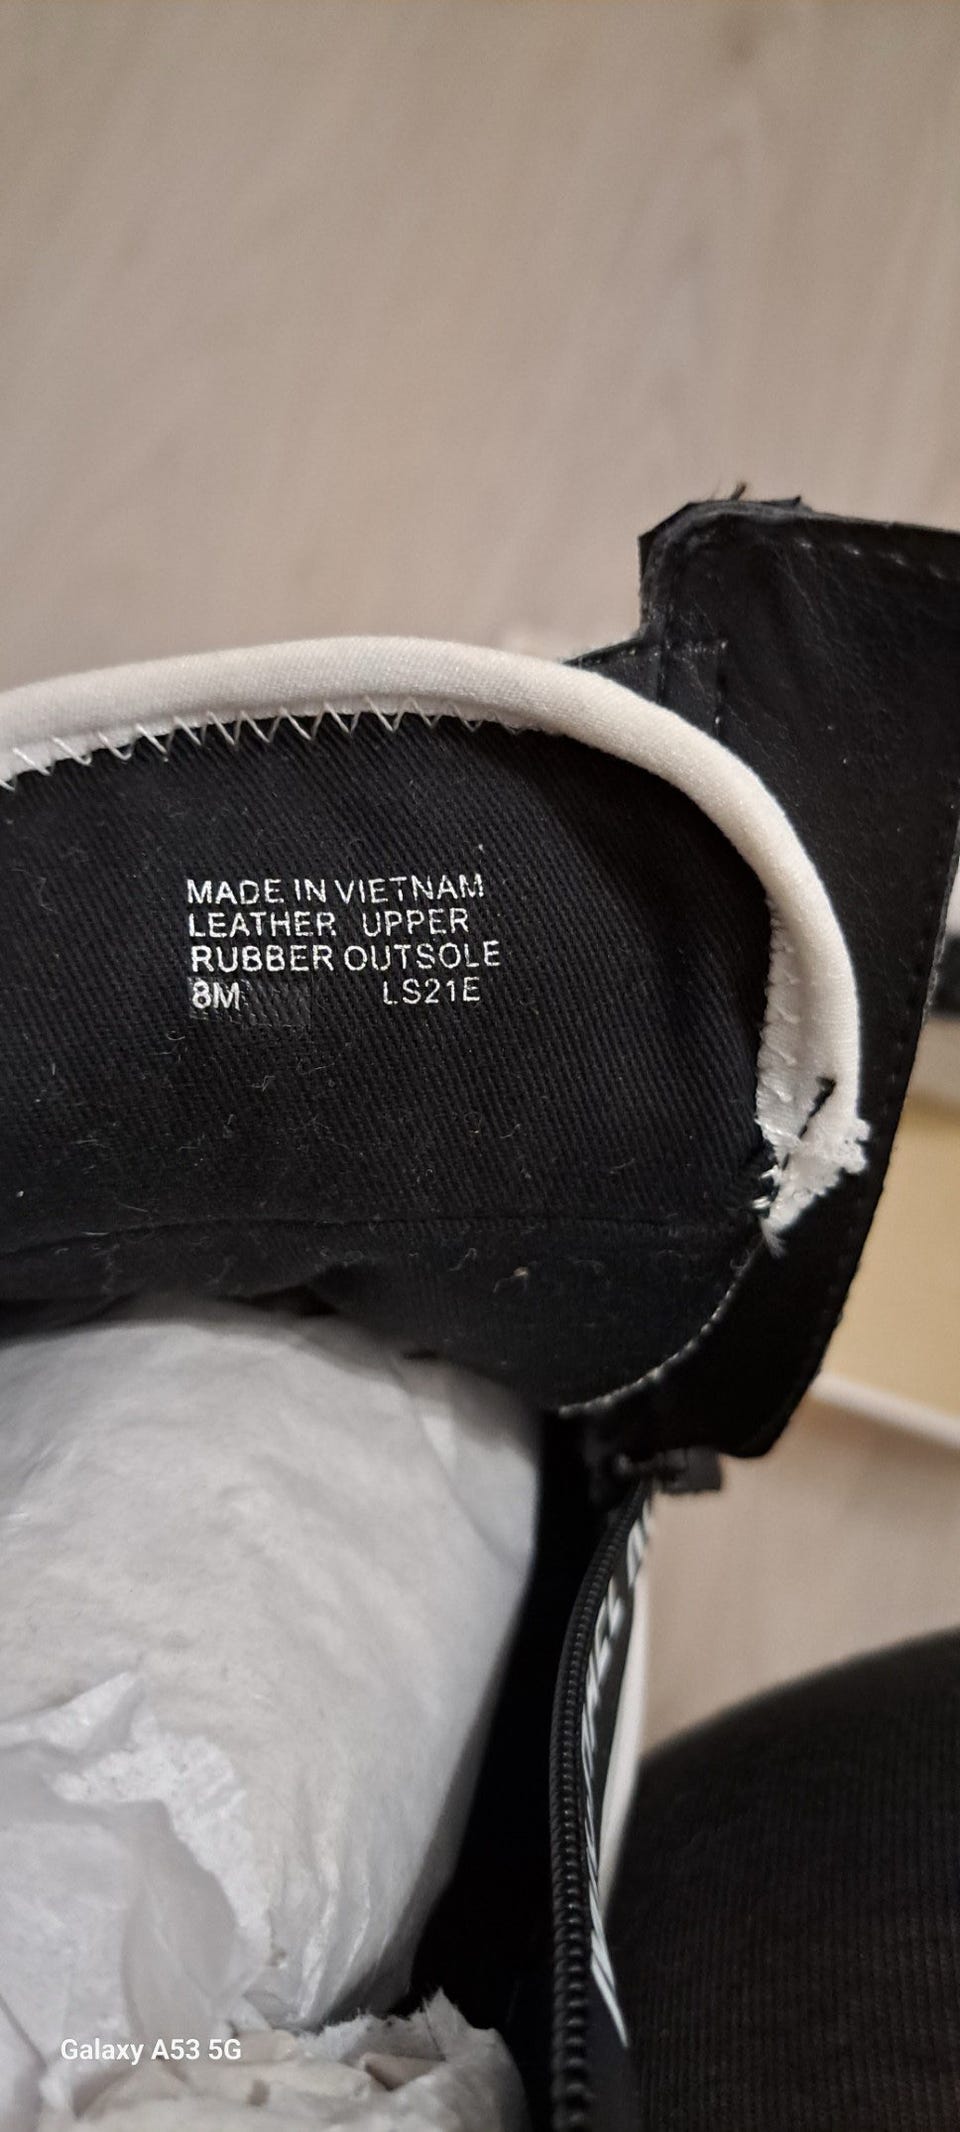 MADE IN VIETNAM
LEATHER UPPER
RUBBER OUTSOLE
8M LS21E
Galaxy A53 5G